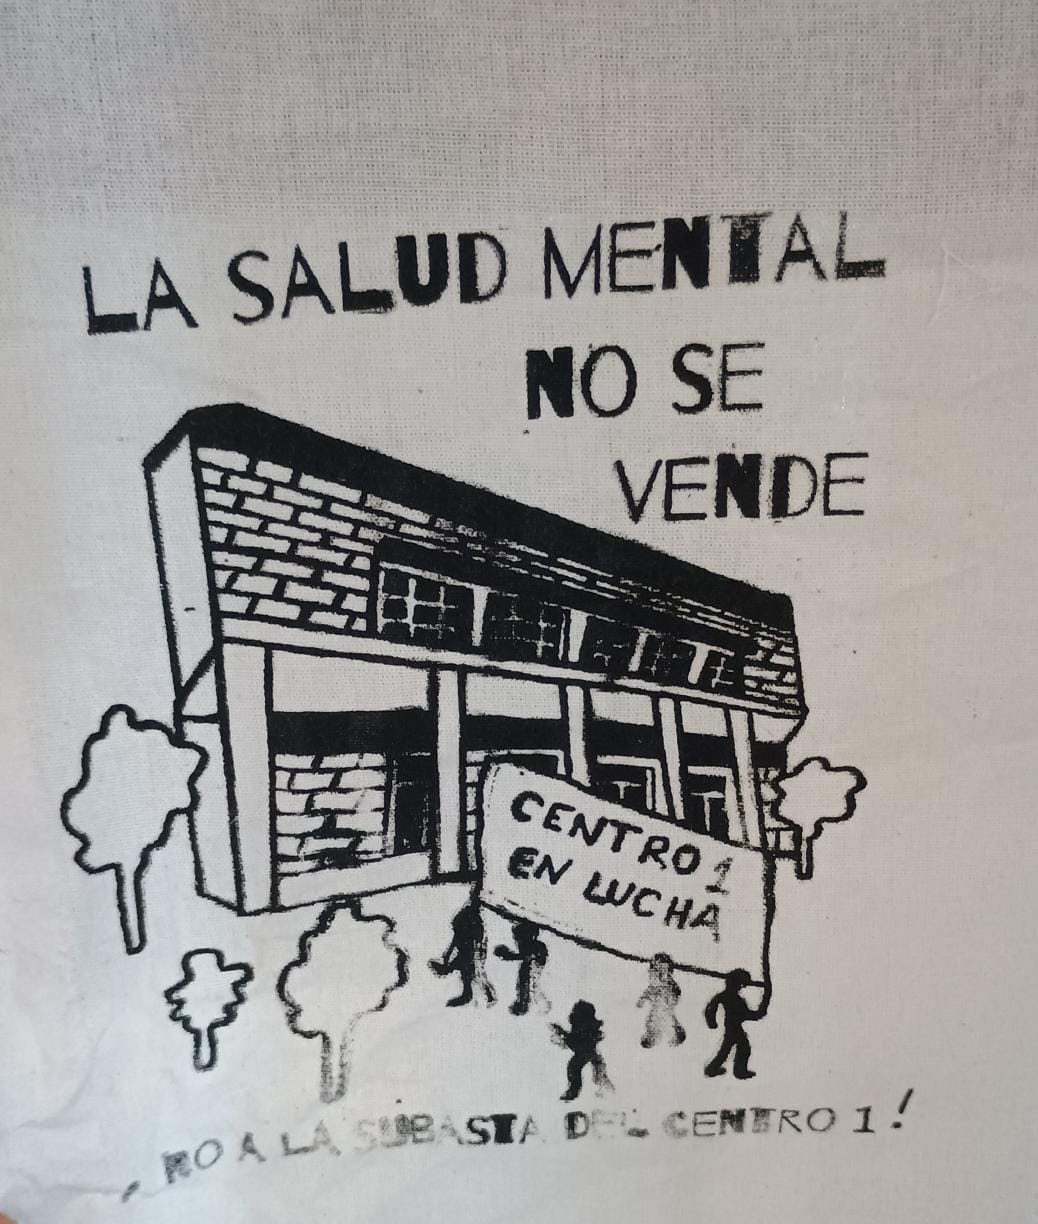 LA SALUD MENTAL
NO SE
VENDE
CENTRO 1
EN LUCHA
¡NO A LA SUBASTA DEL CENTRO 1!